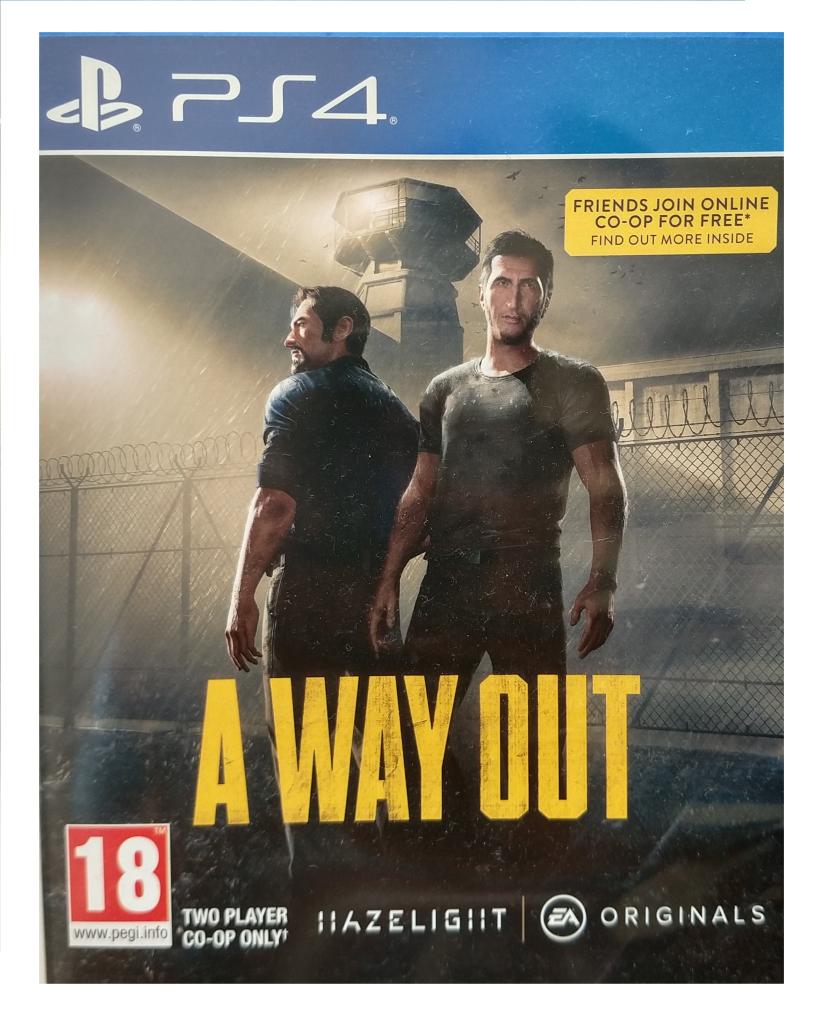 PS4
FRIENDS JOIN ONLINE
CO-OP FOR FREE*
FIND OUT MORE INSIDE
A WAY OUT
18
www.pegi.info
TWO PLAYER
CO-OP ONLY†
HAZELIGHT
EA ORIGINALS